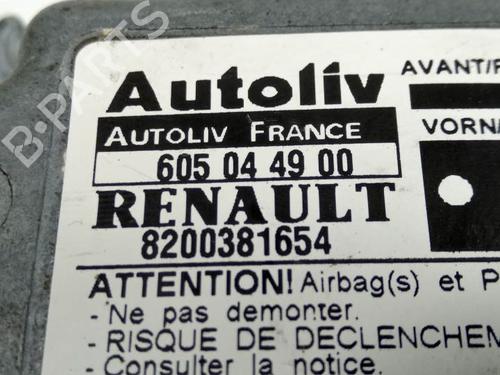 Autoliv
AVANT/F
AUTOLIV FRANCE
605 04 49 00
VORN/
RENAULT
8200381654
ATTENTION! Airbag(s) et P
- Ne pas demonter.
- RISQUE DE DECLENCHEM
- Consulter la notice.
B-PARTS